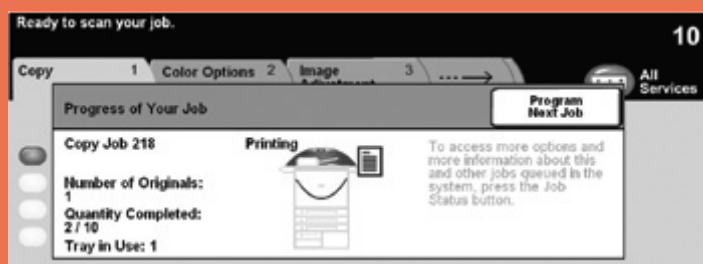 Ready to scan your job.
10
Copy 1 Color Options 2 Image 3
All
Services
Progress of Your Job
Program
Next Job
Copy Job 218 Printing
Number of Originals:
1
Quantity Completed:
2 / 10
Tray in Use: 1
To access more options and
more information about this
and other jobs queued in the
system, press the Job
Status button.